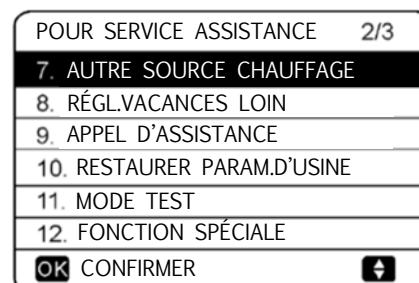 POUR SERVICE ASSISTANCE 2/3
7. AUTRE SOURCE CHAUFFAGE
8. RÉGL.VACANCES LOIN
9. APPEL D'ASSISTANCE
10. RESTAURER PARAM.D'USINE
11. MODE TEST
12. FONCTION SPÉCIALE
OK CONFIRMER